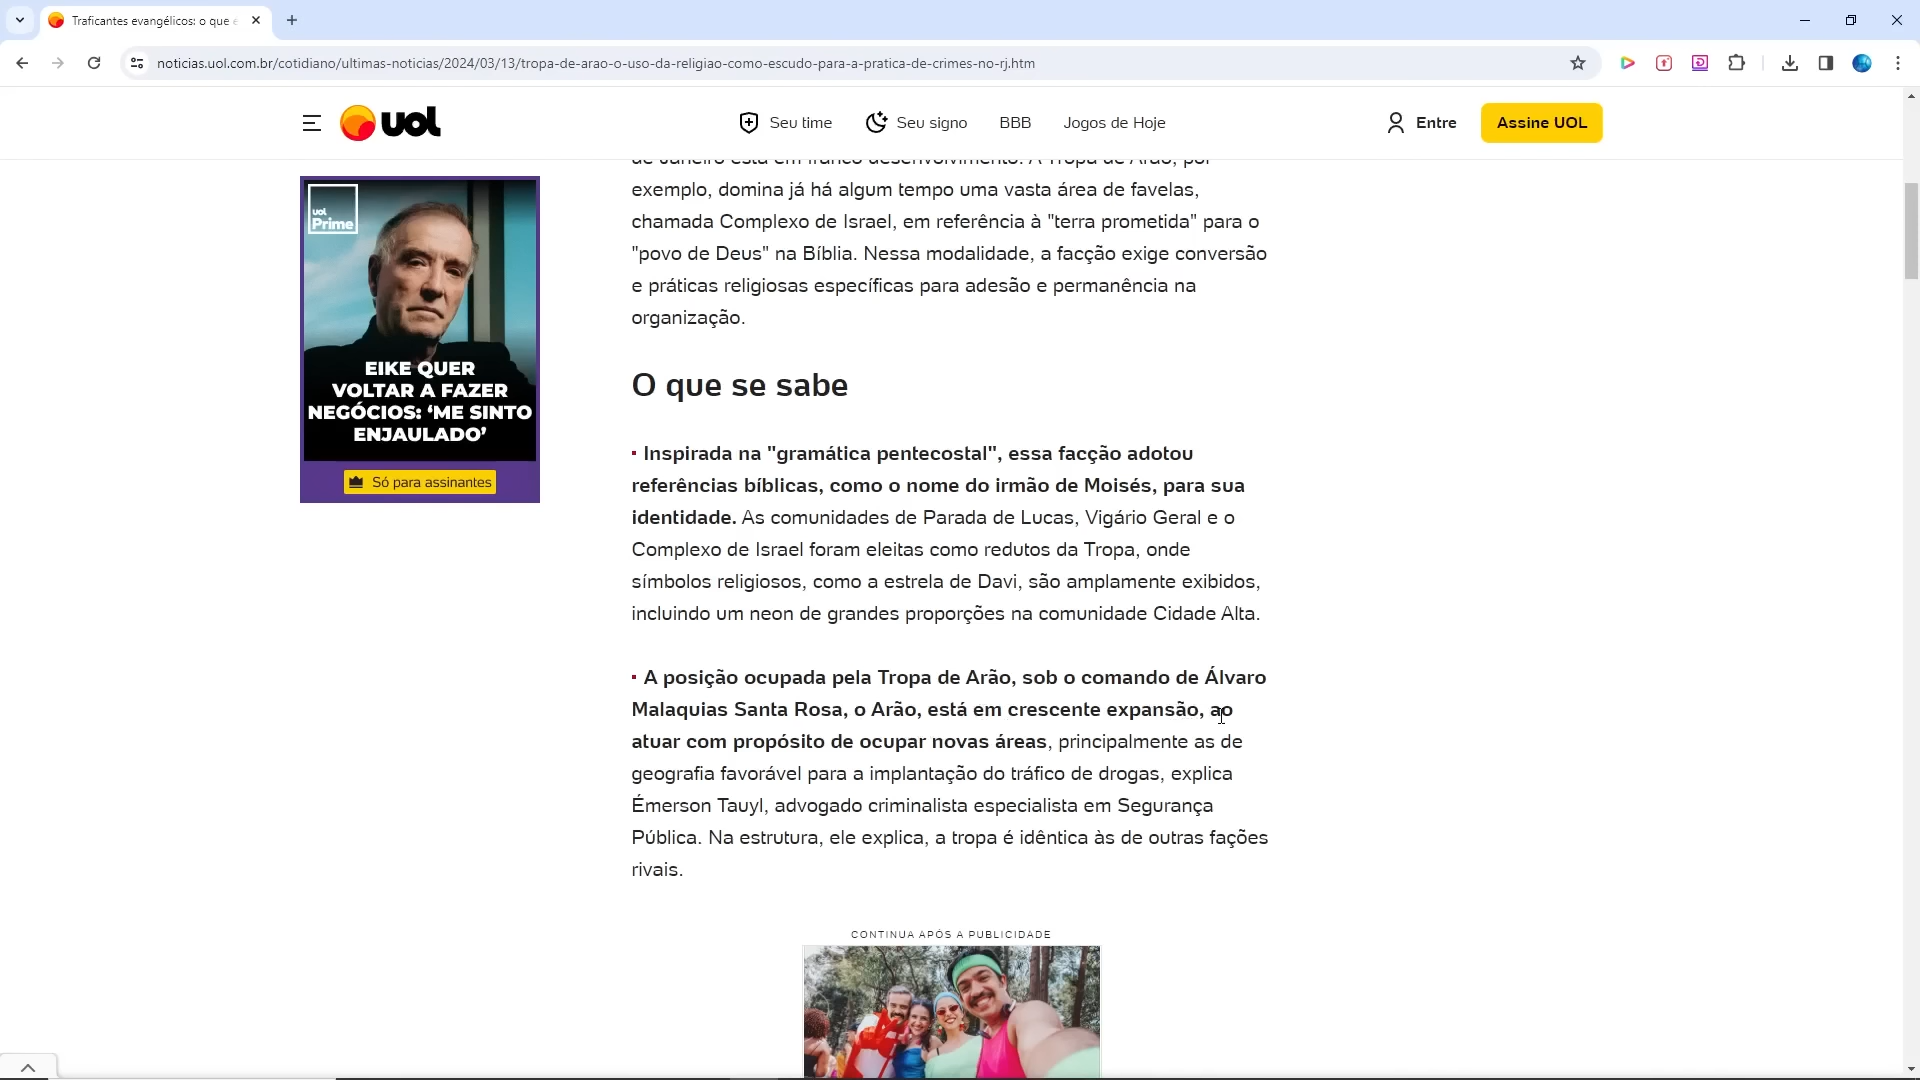 Traficantes evangélicos: o que e
noticias.uol.com.br/cotidiano/ultimas-noticias/2024/03/13/tropa-de-arao-o-uso-da-religiao-como-escudo-para-a-pratica-de-crimes-no-rj.htm
uol
Seu time
Seu signo
BBB
Jogos de Hoje
Entre
Assine UOL
de Janeiro está em franco desenvolvimento. A Tropa de Arão, por
exemplo, domina já há algum tempo uma vasta área de favelas,
chamada Complexo de Israel, em referência à "terra prometida" para o
"povo de Deus" na Bíblia. Nessa modalidade, a facção exige conversão
e práticas religiosas específicas para adesão e permanência na
organização.
uol
Prime
EIKE QUER
VOLTAR A FAZER
NEGÓCIOS: ‘ME SINTO
ENJAULADO’
Só para assinantes
O que se sabe
Inspirada na "gramática pentecostal", essa facção adotou
referências bíblicas, como o nome do irmão de Moisés, para sua
identidade. As comunidades de Parada de Lucas, Vigário Geral e o
Complexo de Israel foram eleitas como redutos da Tropa, onde
símbolos religiosos, como a estrela de Davi, são amplamente exibidos,
incluindo um neon de grandes proporções na comunidade Cidade Alta.
A posição ocupada pela Tropa de Arão, sob o comando de Álvaro
Malaquias Santa Rosa, o Arão, está em crescente expansão, ao
atuar com propósito de ocupar novas áreas, principalmente as de
geografia favorável para a implantação do tráfico de drogas, explica
Émerson Tauyl, advogado criminalista especialista em Segurança
Pública. Na estrutura, ele explica, a tropa é idêntica às de outras fações
rivais.
CONTINUA APÓS A PUBLICIDADE